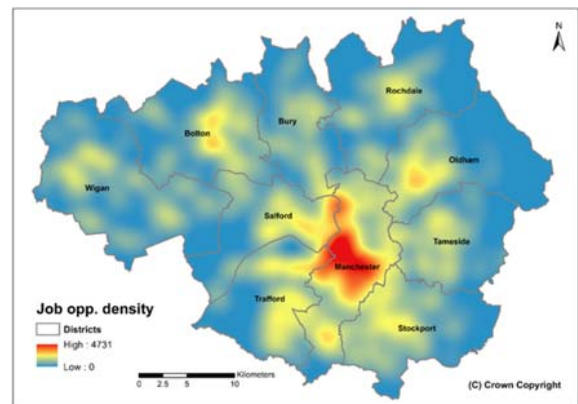 N
Rochdale
Bury
Bolton
Oldham
Wigan
Salford
Tameside
Manchester
Trafford
Stockport
Job opp. density
Districts
High : 4731
Low : 0
0 2.5 5 10 Kilometers
(C) Crown Copyright